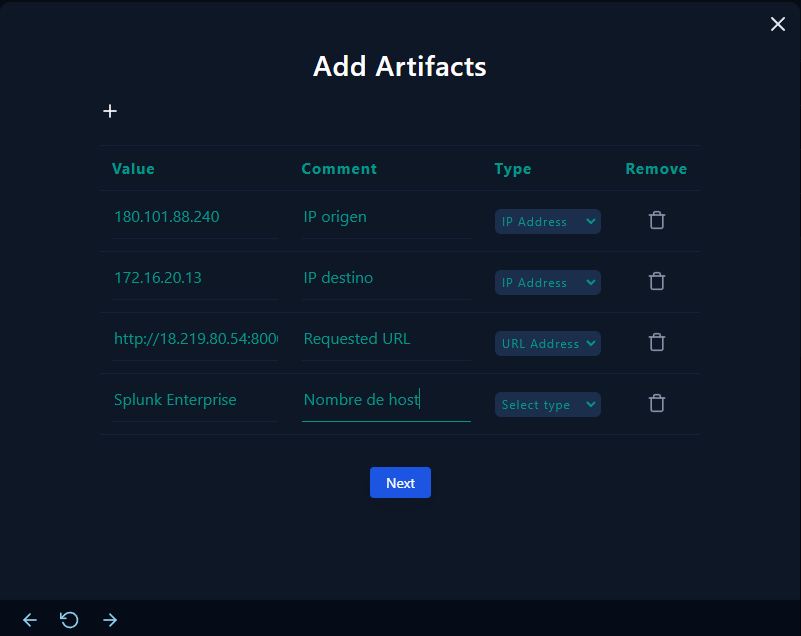 Add Artifacts
Value Comment Type Remove
180.101.88.240 IP origen IP Address
172.16.20.13 IP destino IP Address
http://18.219.80.54:800 Requested URL URL Address
Splunk Enterprise Nombre de host Select type
Next